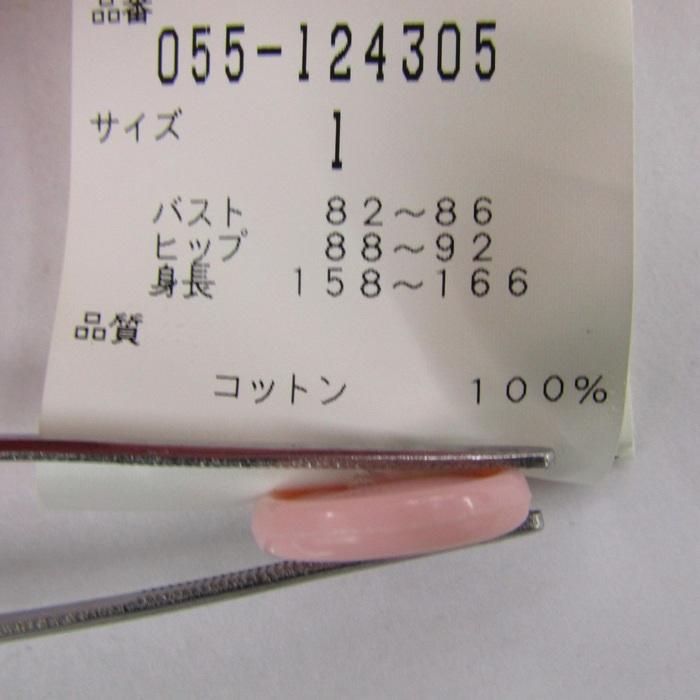 品番
055-124305
サイズ 1
バスト 82～86
ヒップ 88～92
身長 158～166
品質
コットン 100%